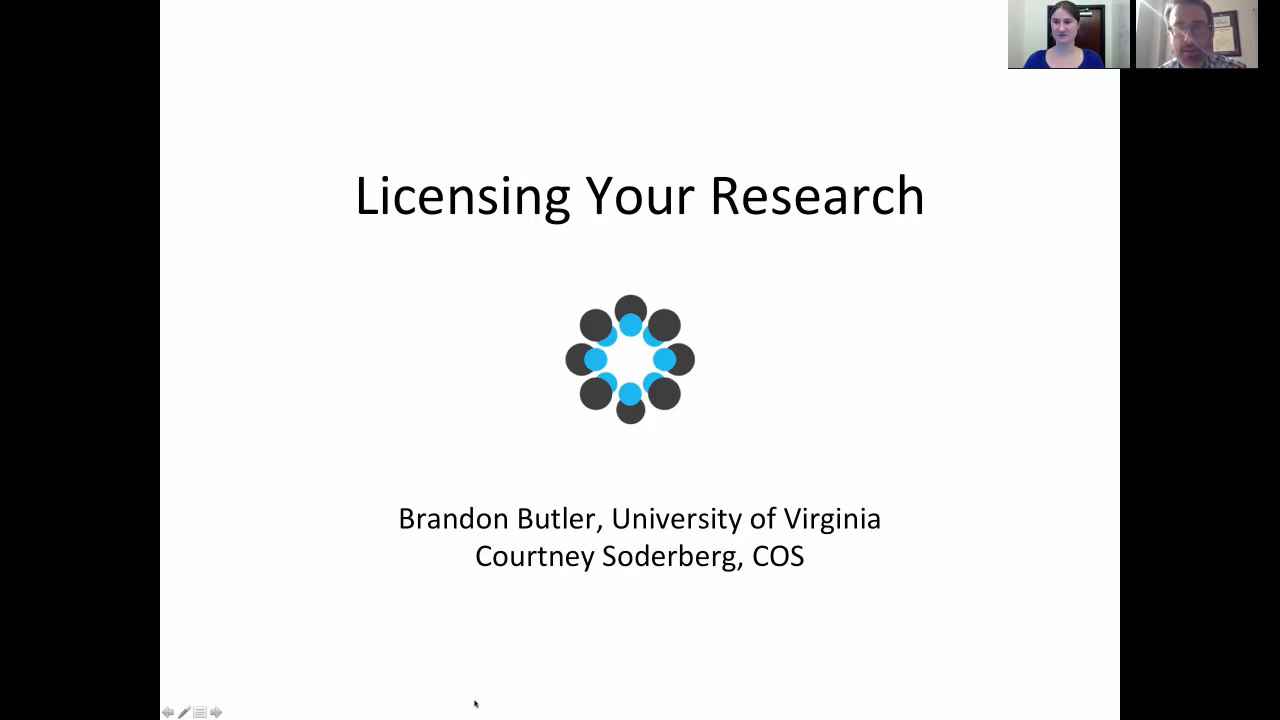 Licensing Your Research
Brandon Butler, University of Virginia
Courtney Soderberg, COS